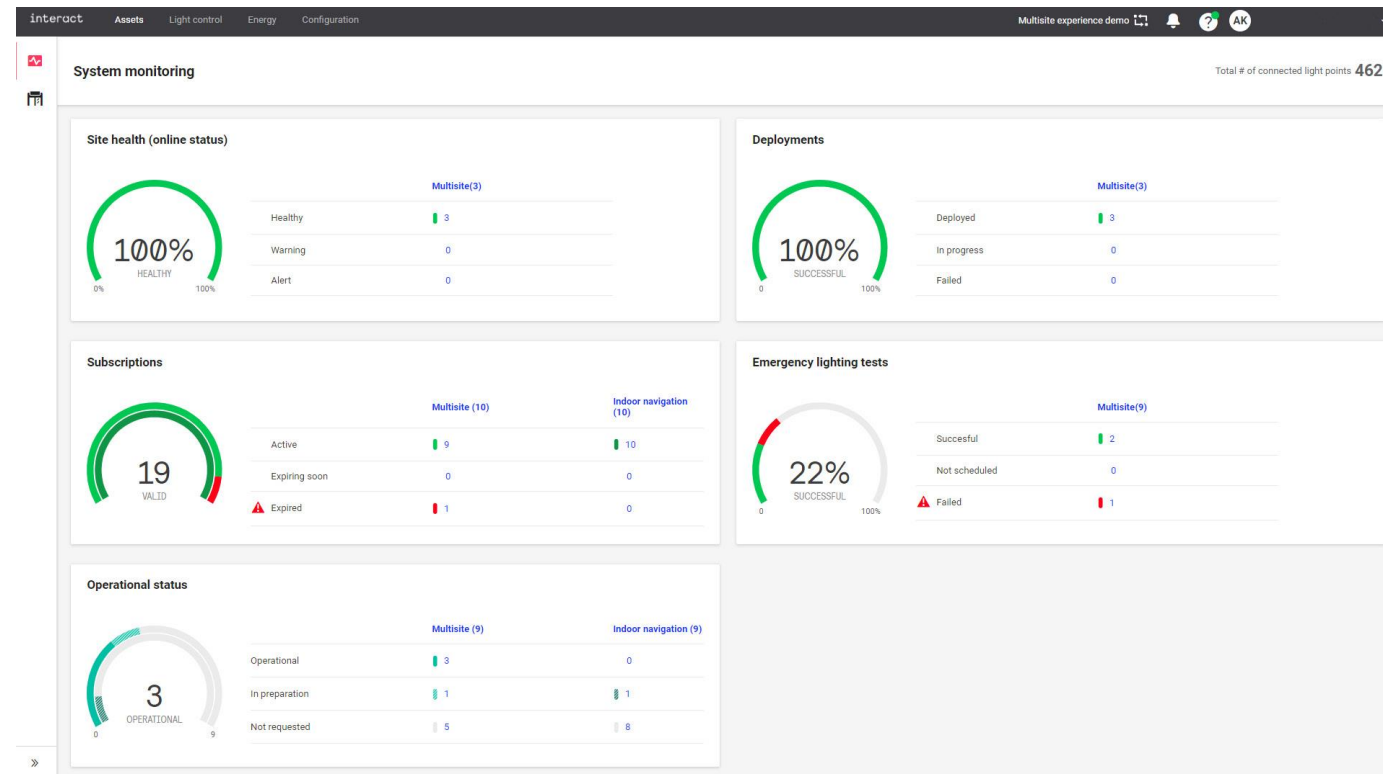 interact Assets Light control Energy Configuration Multisite experience demo ? AK
System monitoring Total # of connected light points 462
Site health (online status)
Multisite(3)
Healthy 3
Warning 0
Alert 0
100%
HEALTHY
0% 100%
Deployments
Multisite(3)
Deployed 3
In progress 0
Failed 0
100%
SUCCESSFUL
0 100%
Subscriptions
Multisite (10) Indoor navigation
(10)
Active 9 10
Expiring soon 0 0
Expired 1 0
19
VALID
Emergency lighting tests
Multisite(9)
Succesful 2
Not scheduled 0
Failed 1
22%
SUCCESSFUL
0 100%
Operational status
Multisite (9) Indoor navigation (9)
Operational 3 0
In preparation 1 1
Not requested 5 8
3
OPERATIONAL
0 9